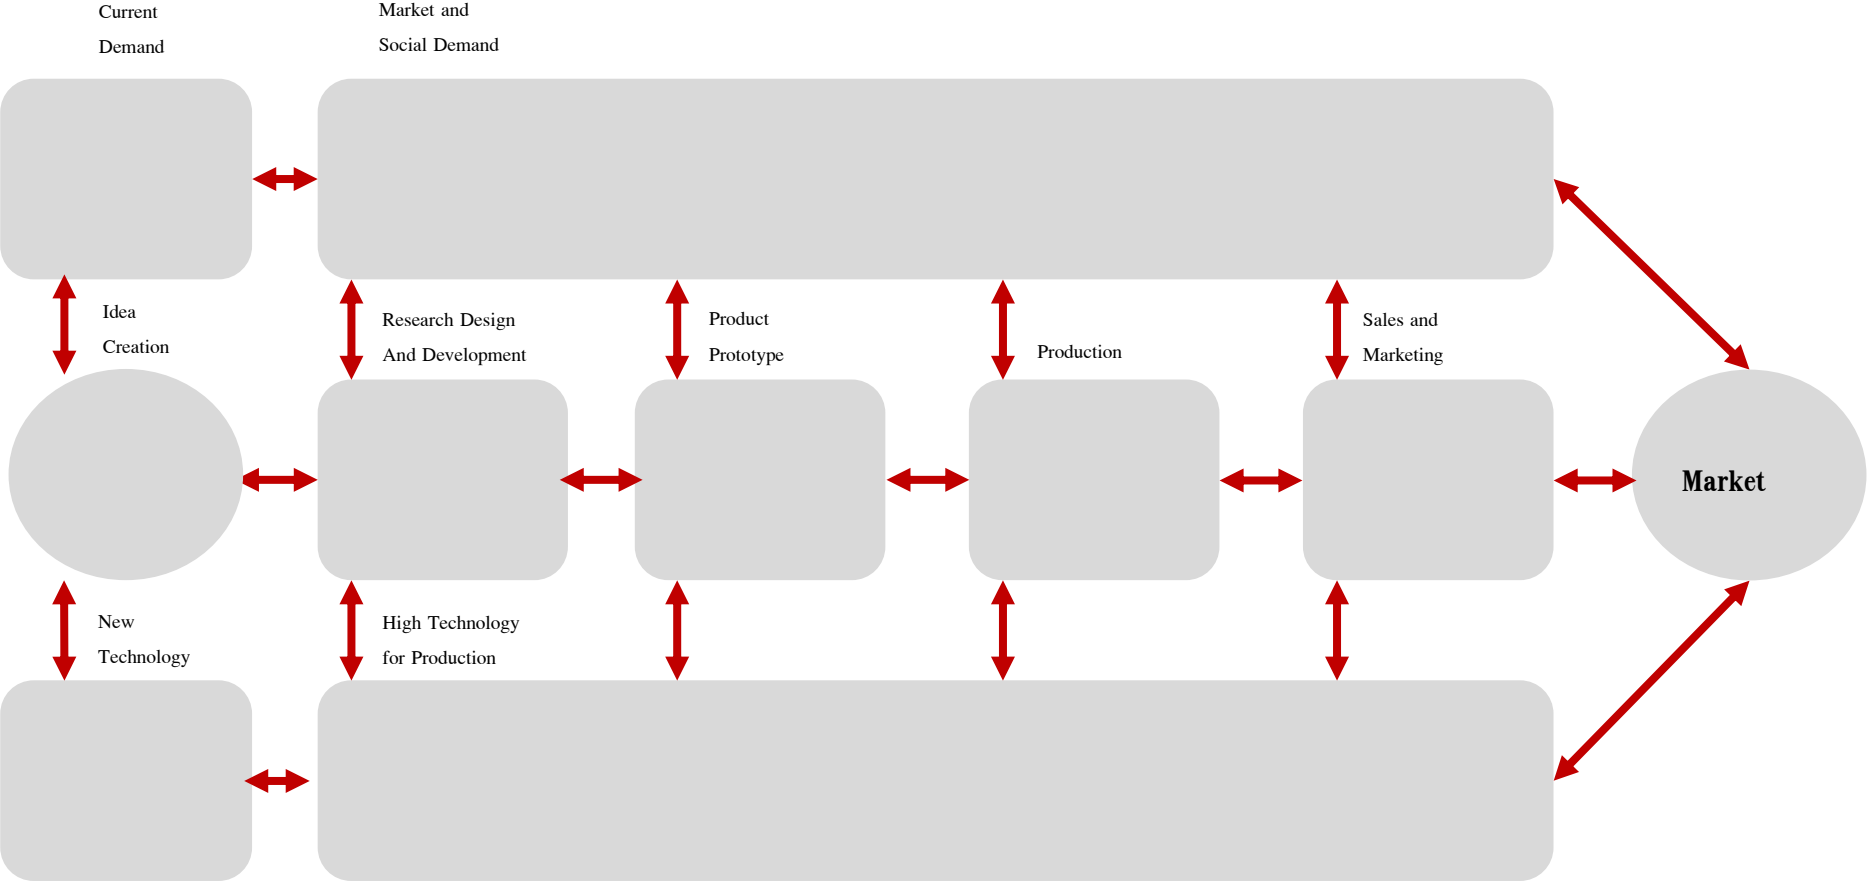 Current
Demand
Market and
Social Demand
Idea
Creation
Research Design
And Development
Product
Prototype
Production
Sales and
Marketing
Market
New
Technology
High Technology
for Production